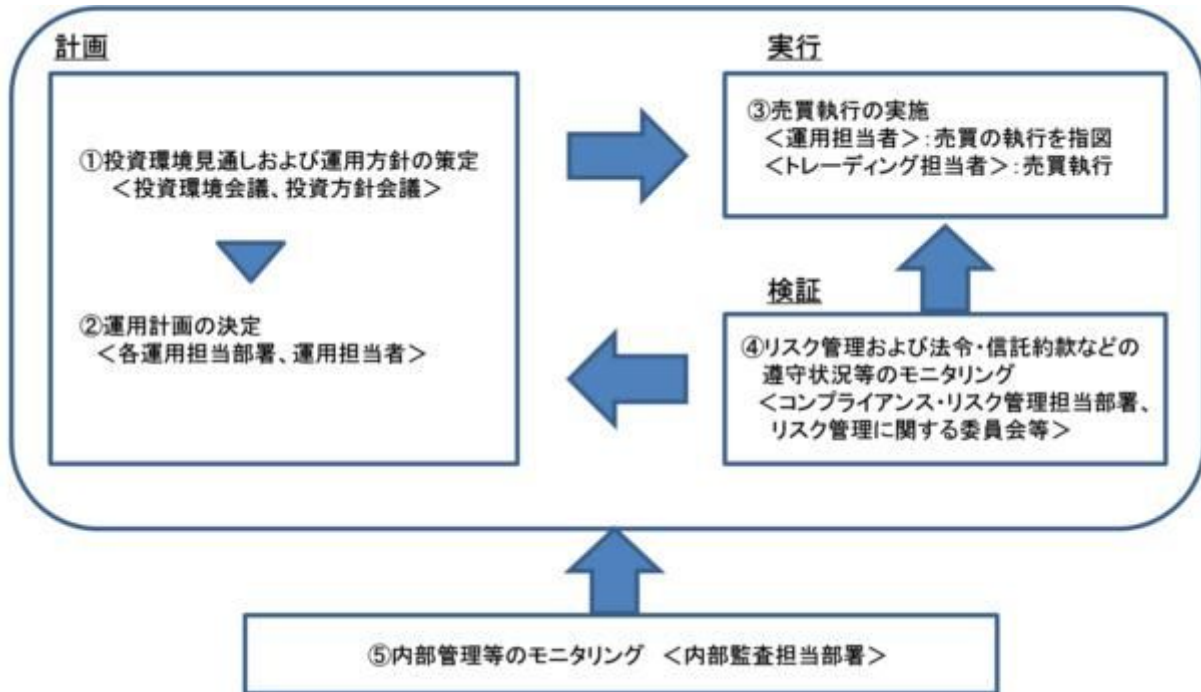 計画
①投資環境見通しおよび運用方針の策定
＜投資環境会議、投資方針会議＞
②運用計画の決定
＜各運用担当部署、運用担当者＞
実行
③売買執行の実施
＜運用担当者＞：売買の執行を指図
＜トレーディング担当者＞：売買執行
検証
④リスク管理および法令・信託約款などの
遵守状況等のモニタリング
＜コンプライアンス・リスク管理担当部署、
リスク管理に関する委員会等＞
⑤内部管理等のモニタリング　＜内部監査担当部署＞